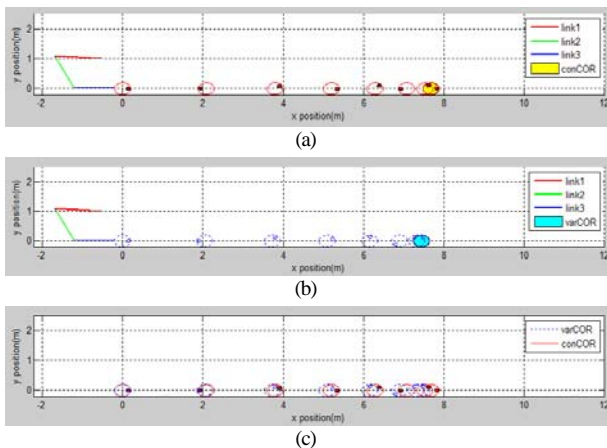 y position(m)
2
1
0
link1
link2
link3
conCOR
-2 0 2 4 6 8 10 12
x position(m)
(a)
y position(m)
2
1
0
link1
link2
link3
varCOR
-2 0 2 4 6 8 10 12
x position(m)
(b)
y position(m)
2
1
0
varCOR
conCOR
-2 0 2 4 6 8 10 12
x position(m)
(c)